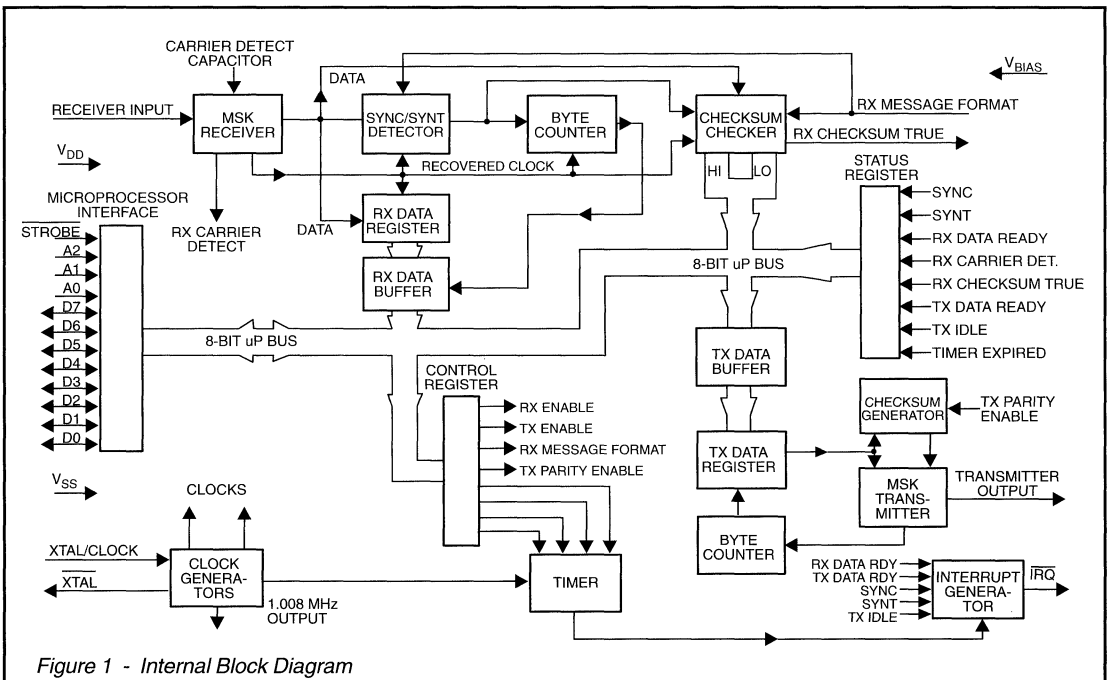 CARRIER DETECT
CAPACITOR
DATA
V_BIAS
RECEIVER INPUT
MSK
RECEIVER
SYNC/SYNT
DETECTOR
BYTE
COUNTER
CHECKSUM
CHECKER
RX MESSAGE FORMAT
RX CHECKSUM TRUE
V_DD
RECOVERED CLOCK
HI
LO
STATUS
REGISTER
MICROPROCESSOR
INTERFACE
RX CARRIER
DETECT
DATA
RX DATA
REGISTER
RX DATA
BUFFER
8-BIT uP BUS
SYNC
SYNT
RX DATA READY
RX CARRIER DET.
RX CHECKSUM TRUE
TX DATA READY
TX IDLE
TIMER EXPIRED
STROBE
A2
A1
A0
D7
D6
D5
D4
D3
D2
D1
D0
8-BIT uP BUS
CONTROL
REGISTER
RX ENABLE
TX ENABLE
RX MESSAGE FORMAT
TX PARITY ENABLE
TX DATA
BUFFER
TX DATA
REGISTER
CHECKSUM
GENERATOR
TX PARITY
ENABLE
MSK
TRANS-
MITTER
TRANSMITTER
OUTPUT
BYTE
COUNTER
V_SS
CLOCKS
XTAL/CLOCK
XTAL
CLOCK
GENERA-
TORS
1.008 MHz
OUTPUT
TIMER
RX DATA RDY
TX DATA RDY
SYNC
SYNT
TX IDLE
INTERRUPT
GENERA-
TOR
IRQ
Figure 1 - Internal Block Diagram